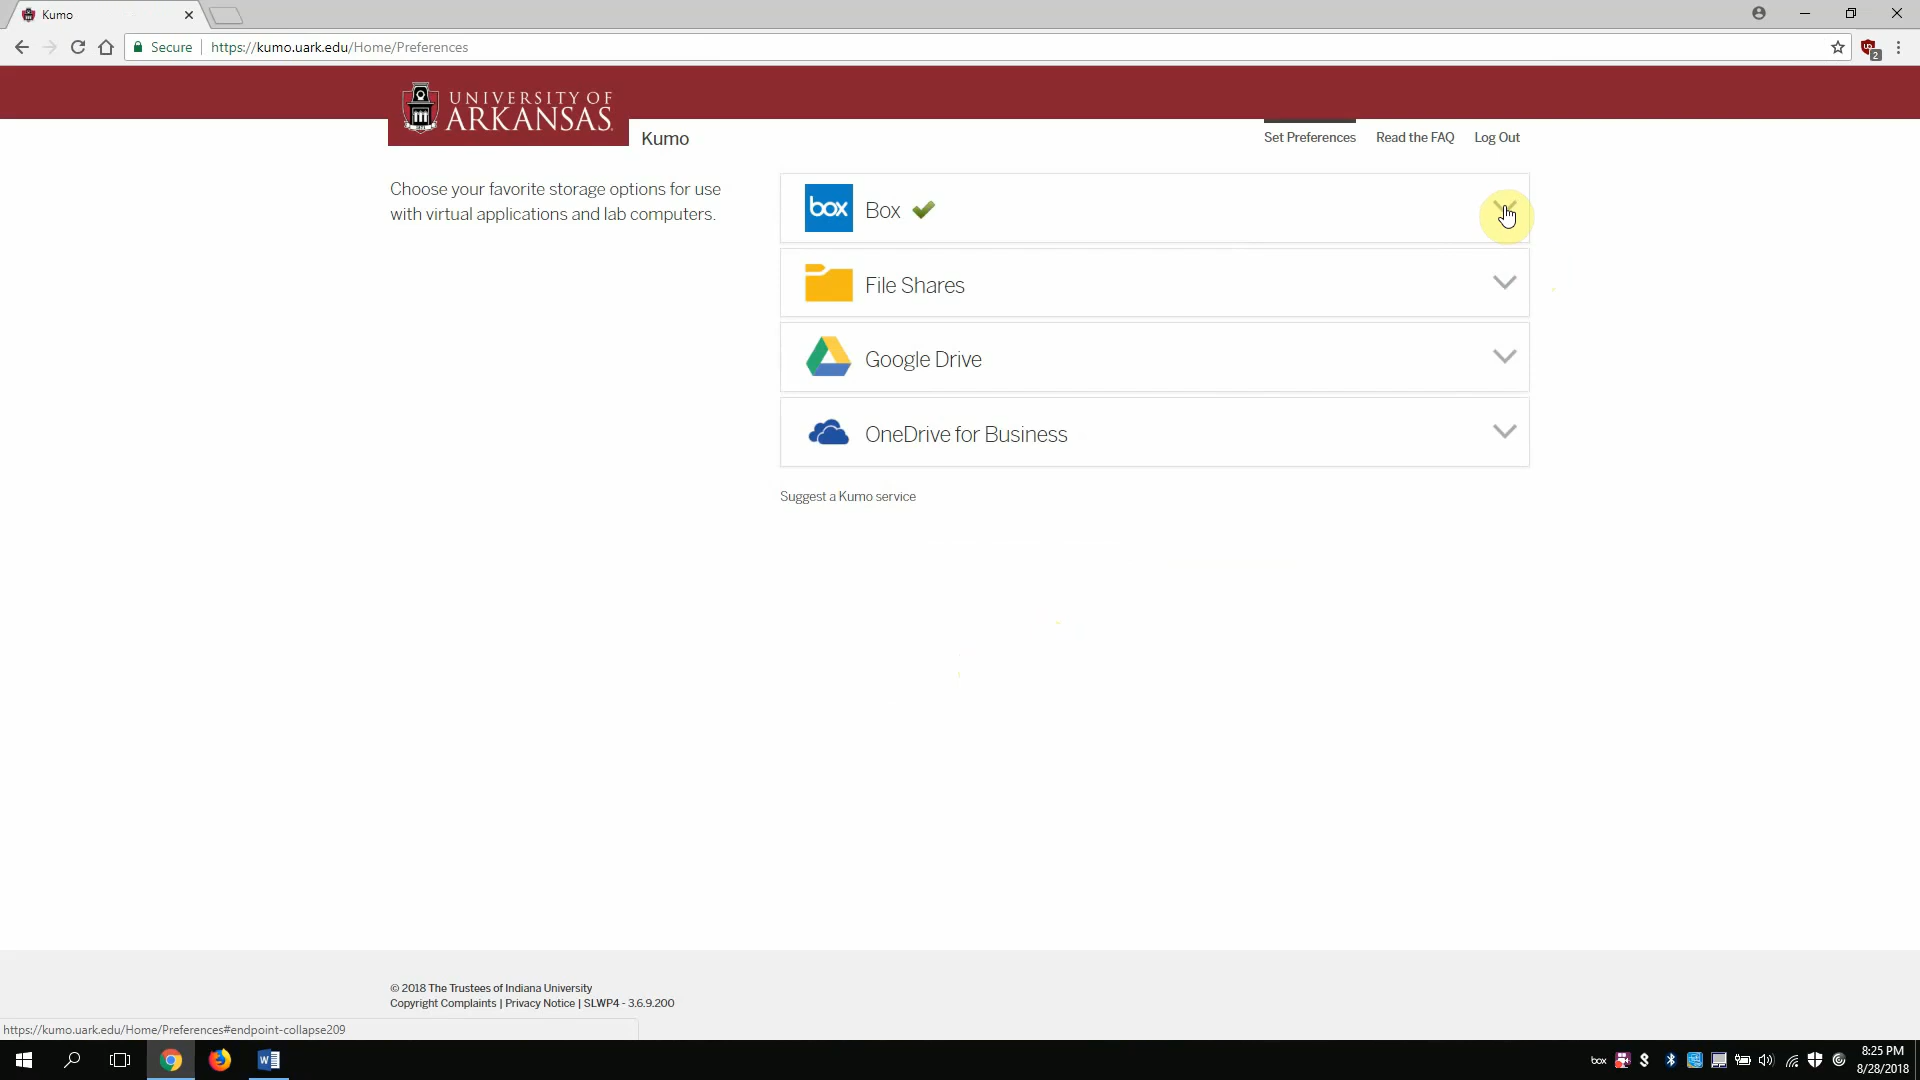 Kumo
Secure
https://kumo.uark.edu/Home/Preferences
2
UNIVERSITY OF
ARKANSAS
Kumo
Set Preferences
Read the FAQ
Log Out
Choose your favorite storage options for use
with virtual applications and lab computers.
box
Box
File Shares
Google Drive
OneDrive for Business
Suggest a Kumo service
© 2018 The Trustees of Indiana University
Copyright Complaints | Privacy Notice | SLWP4 - 3.6.9.200
https://kumo.uark.edu/Home/Preferences#endpoint-collapse209
box
8:25 PM
8/28/2018